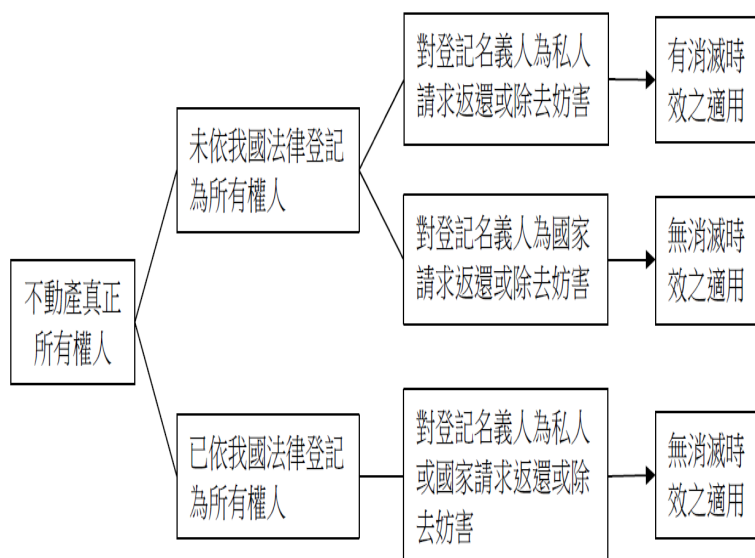 不動產真正
所有權人
未依我國法律登記
為所有權人
對登記名義人為私人
請求返還或除去妨害
有消滅時
效之適用
對登記名義人為國家
請求返還或除去妨害
無消滅時
效之適用
已依我國法律登記
為所有權人
對登記名義人為私人
或國家請求返還或除
去妨害
無消滅時
效之適用